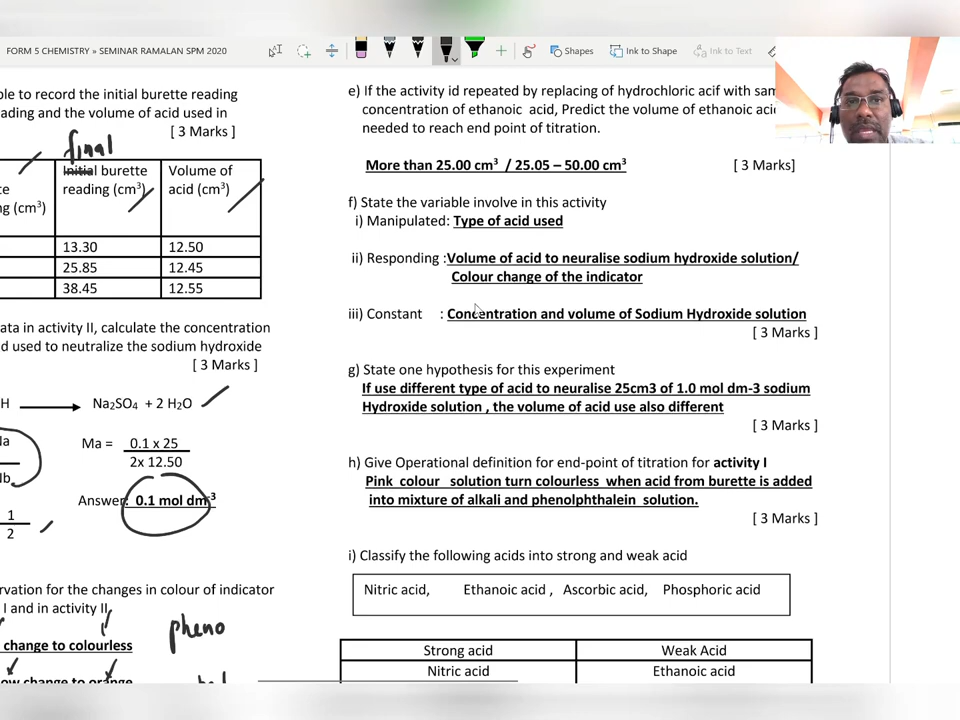 FORM 5 CHEMISTRY » SEMINAR RAMALAN SPM 2020
Shapes
Ink to Shape
Ink to Text
ble to record the initial burette reading
ading and the volume of acid used in
[ 3 Marks ]
final
te
ng (cm³)
Initial burette
reading (cm³)
Volume of
acid (cm³)
13.30 12.50
25.85 12.45
38.45 12.55
ata in activity II, calculate the concentration
d used to neutralize the sodium hydroxide
[ 3 Marks ]
H Na₂SO₄ + 2 H₂O
Na
Nb
Ma = 0.1 x 25
2x 12.50
Answer: 0.1 mol dm⁻³
1
2
rvation for the changes in colour of indicator
I and in activity II
pheno
change to colourless
ow change to orange
e) If the activity id repeated by replacing of hydrochloric acif with sam
concentration of ethanoic acid, Predict the volume of ethanoic acid
needed to reach end point of titration.
More than 25.00 cm³ / 25.05 – 50.00 cm³ [ 3 Marks]
f) State the variable involve in this activity
i) Manipulated: Type of acid used
ii) Responding :Volume of acid to neuralise sodium hydroxide solution/
Colour change of the indicator
iii) Constant : Concentration and volume of Sodium Hydroxide solution
[ 3 Marks ]
g) State one hypothesis for this experiment
If use different type of acid to neuralise 25cm3 of 1.0 mol dm-3 sodium
Hydroxide solution , the volume of acid use also different
[ 3 Marks ]
h) Give Operational definition for end-point of titration for activity I
Pink colour solution turn colourless when acid from burette is added
into mixture of alkali and phenolphthalein solution.
[ 3 Marks ]
i) Classify the following acids into strong and weak acid
Nitric acid, Ethanoic acid , Ascorbic acid, Phosphoric acid
Strong acid Weak Acid
Nitric acid Ethanoic acid